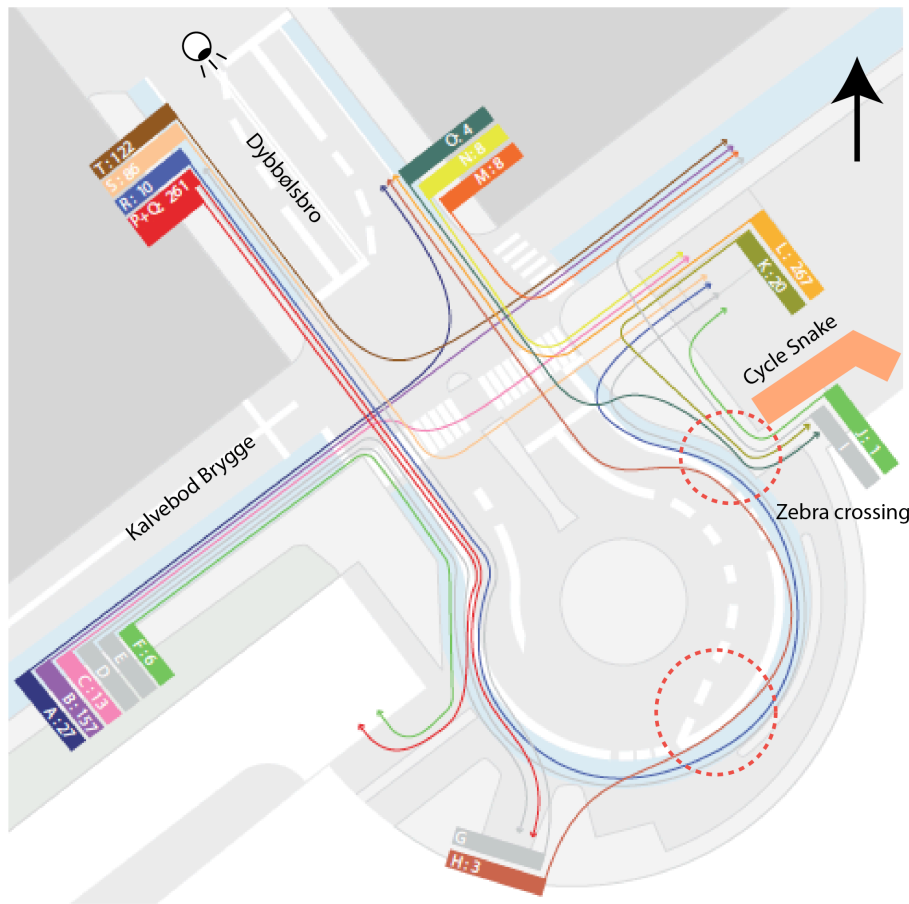 Dybbølsbro
T: 122
S: 86
R: 10
P+Q: 261
O: 4
N: 8
M: 8
L: 267
K: 20
Cycle Snake
J: 1
I
Zebra crossing
Kalvebod Brygge
F: 6
E
D
C: 13
B: 157
A: 27
G
H: 3